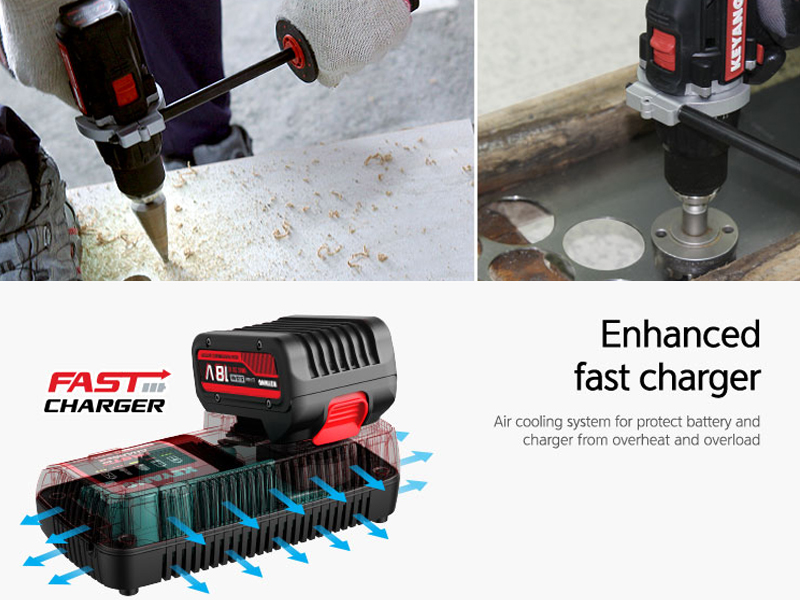 KEYANG
FAST
CHARGER
18V
Enhanced
fast charger
Air cooling system for protect battery and
charger from overheat and overload